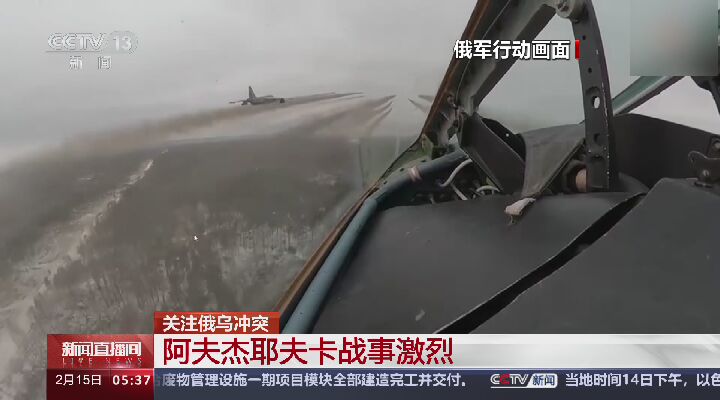 CCTV 13
新闻
俄军行动画面
关注俄乌冲突
新闻直播间
LIVE NEWS
阿夫杰耶夫卡战事激烈
2月15日 05:37
废物管理设施一期项目模块全部建造完工并交付。 CCTV 新闻 当地时间14日下午，以色